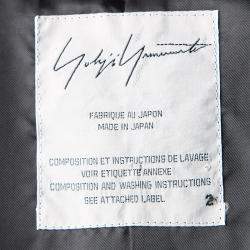 Yohji Yamamoto
FABRIQUE AU JAPON
MADE IN JAPAN
COMPOSITION ET INSTRUCTIONS DE LAVAGE:
VOIR ETIQUETTE ANNEXE
COMPOSITION AND WASHING INSTRUCTIONS
SEE ATTACHED LABEL
2